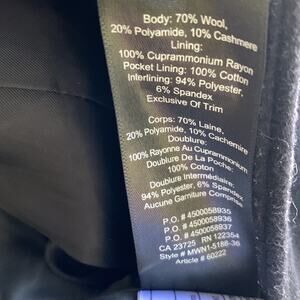 Body: 70% Wool,
20% Polyamide, 10% Cashmere
Lining:
100% Cuprammonium Rayon
Pocket Lining: 100% Cotton
Interlining: 94% Polyester,
6% Spandex
Exclusive Of Trim
Corps: 70% Laine,
20% Polyamide, 10% Cachemire
Doublure:
100% Rayonne Au Cuprammonium
Doublure De La Poche:
100% Coton
Doublure Intermédiaire:
94% Polyester, 6% Spandex
Aucune Garniture Comprise
P.O. # 4500058935
P.O. # 4500058936
P.O. # 4500058937
CA 23725 RN 122354
Style # MWN1-5188-36
Article # 60222